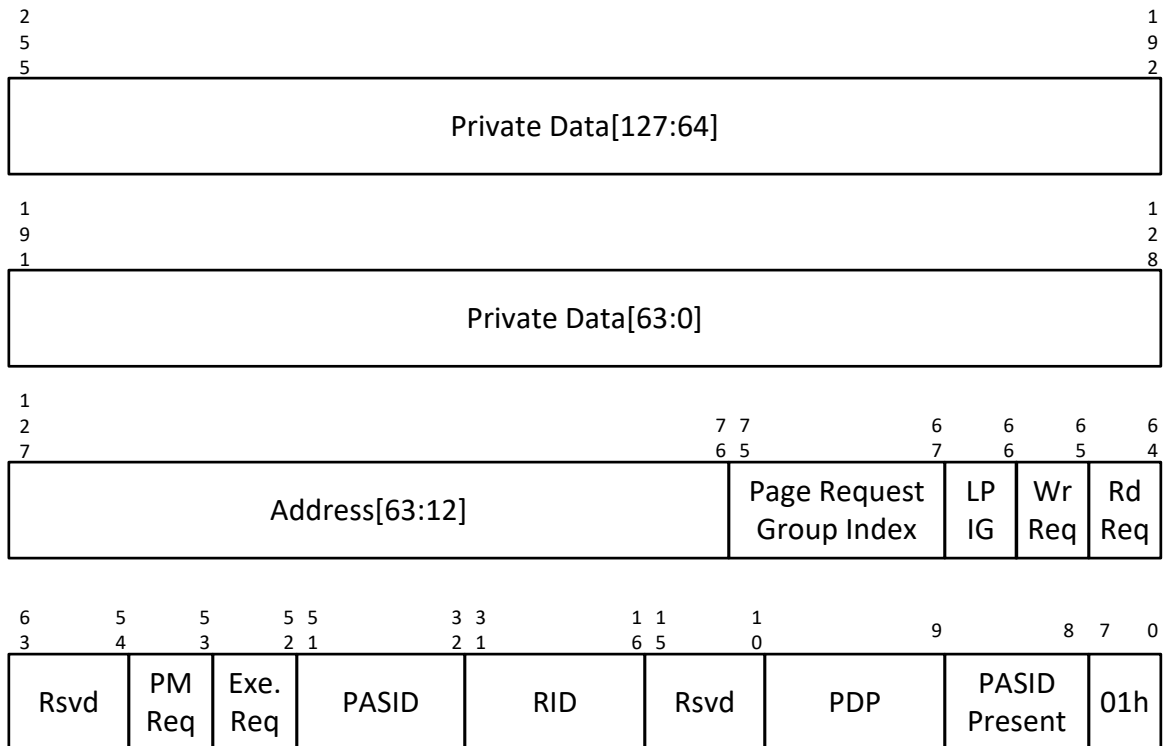 2 1
5 9
5 2
Private Data[127:64]
1 1
9 2
1 8
Private Data[63:0]
1
2 7 7 6 6 6 6
7 6 5 7 6 5 4
Address[63:12] Page Request Group Index LP IG Wr Req Rd Req
6 5 5 5 5 3 3 1 1 1 9 8 7 0
3 4 3 2 1 2 1 6 5 0
Rsvd PM Req Exe. Req PASID RID Rsvd PDP PASID Present 01h